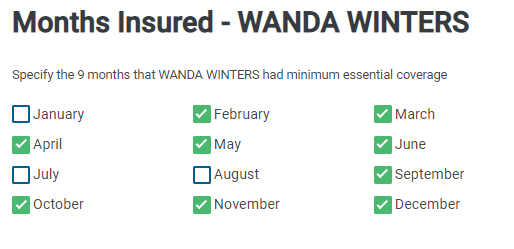 Months Insured - WANDA WINTERS
Specify the 9 months that WANDA WINTERS had minimum essential coverage
January February March
April May June
July August September
October November December